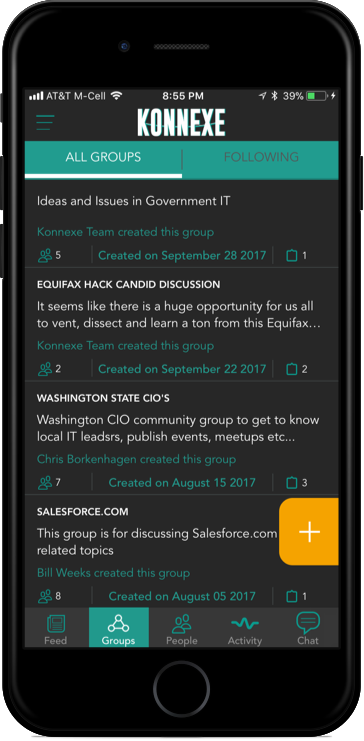 AT&T M-Cell 8:55 PM 39%
KONNEXE
ALL GROUPS FOLLOWING
Ideas and Issues in Government IT
Konnexe Team created this group
5 Created on September 28 2017 1
EQUIFAX HACK CANDID DISCUSSION
It seems like there is a huge opportunity for us all
to vent, dissect and learn a ton from this Equifax...
Konnexe Team created this group
2 Created on September 22 2017 2
WASHINGTON STATE CIO'S
Washington CIO community group to get to know
local IT leadsrs, publish events, meetups etc...
Chris Borkenhagen created this group
7 Created on August 15 2017 3
SALESFORCE.COM
This group is for discussing Salesforce.com
related topics
+
Bill Weeks created this group
8 Created on August 05 2017 1
Feed Groups People Activity Chat